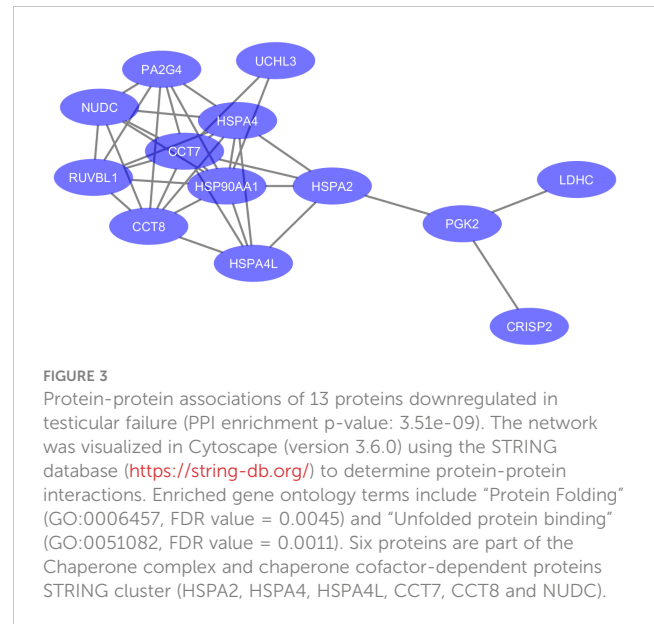 PA2G4
UCHL3
NUDC
HSPA4
CCT7
RUVBL1
HSP90AA1
HSPA2
LDHC
CCT8
PGK2
HSPA4L
CRISP2
FIGURE 3
Protein-protein associations of 13 proteins downregulated in
testicular failure (PPI enrichment p-value: 3.51e-09). The network
was visualized in Cytoscape (version 3.6.0) using the STRING
database (https://string-db.org/) to determine protein-protein
interactions. Enriched gene ontology terms include “Protein Folding”
(GO:0006457, FDR value = 0.0045) and “Unfolded protein binding”
(GO:0051082, FDR value = 0.0011). Six proteins are part of the
Chaperone complex and chaperone cofactor-dependent proteins
STRING cluster (HSPA2, HSPA4, HSPA4L, CCT7, CCT8 and NUDC).